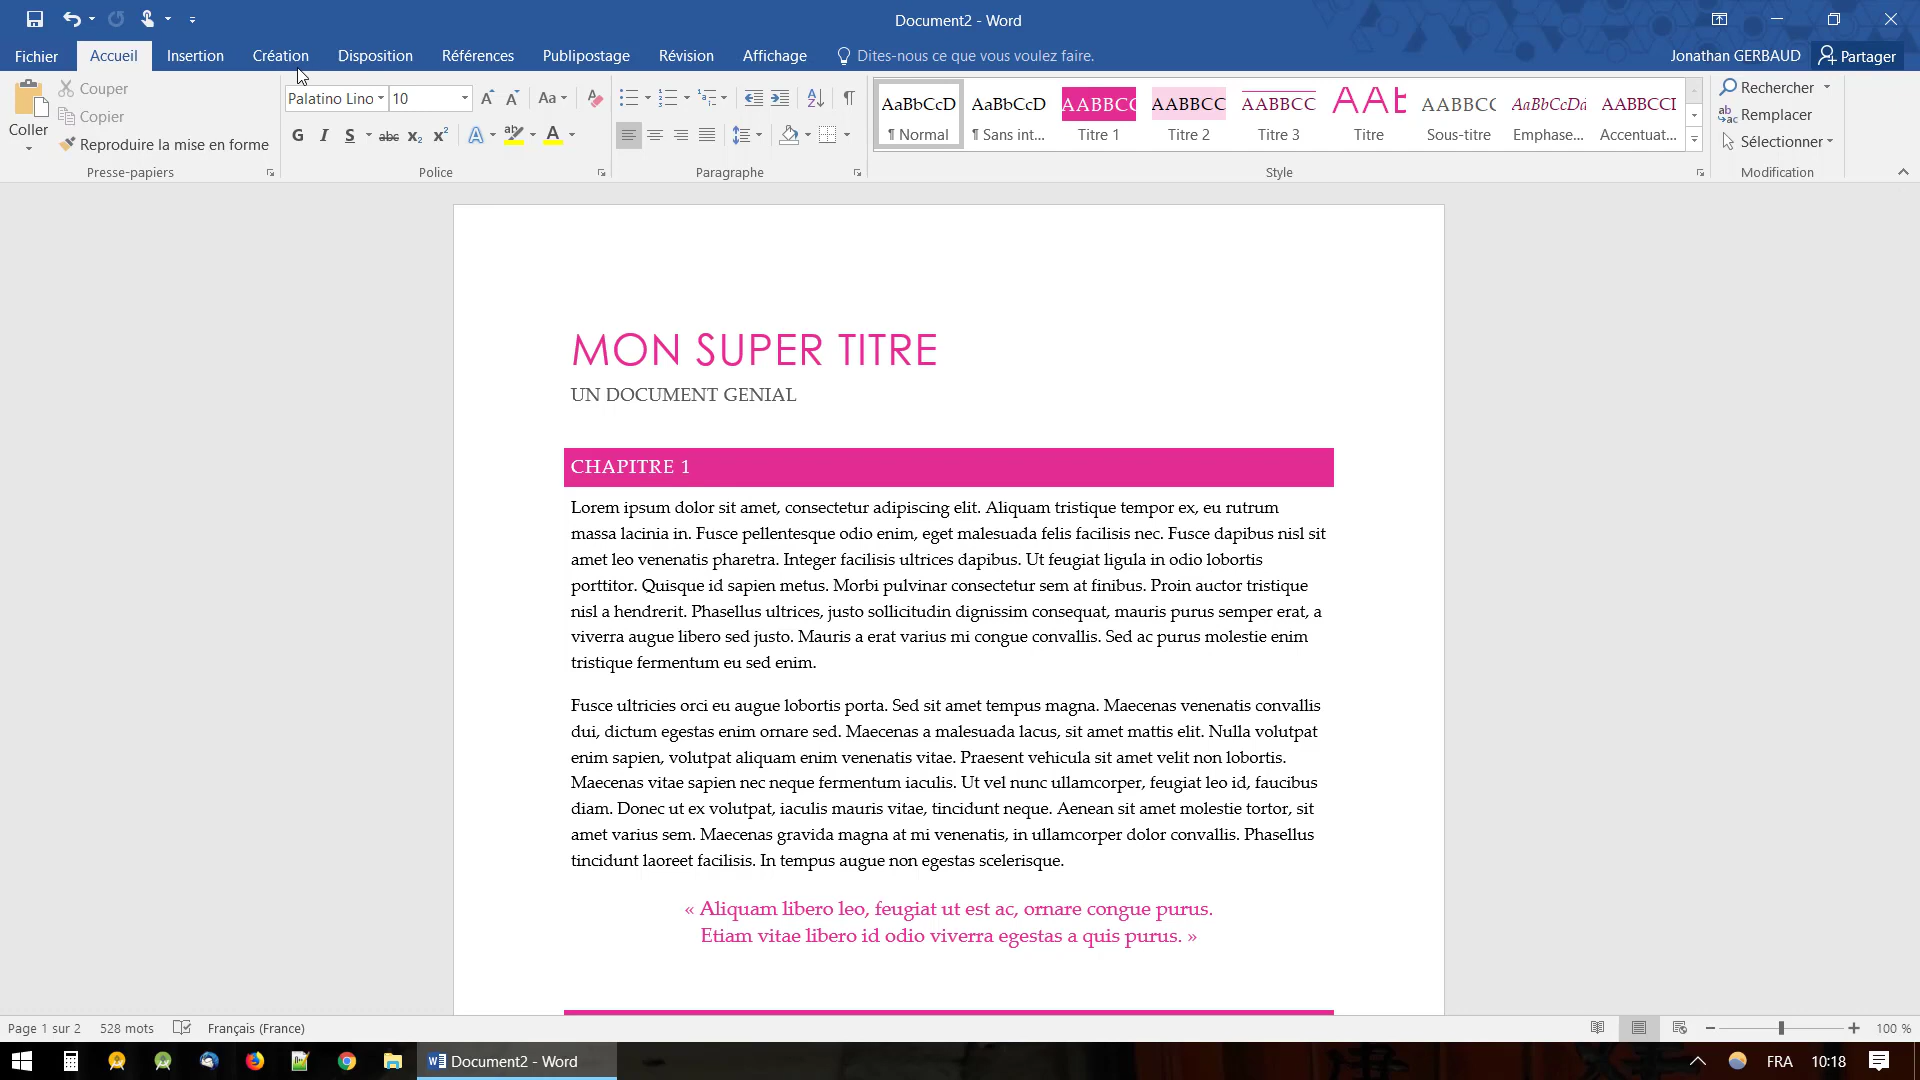 Document2 - Word
Fichier Accueil Insertion Création Disposition Références Publipostage Révision Affichage Dites-nous ce que vous voulez faire. Jonathan GERBAUD Partager
Coller
Couper
Copier
Reproduire la mise en forme
Presse-papiers
Palatino Lino 10
Aa
G I S abc X₂ X²
Police
Paragraphe
AaBbCcD AaBbCcD AABBCC AABBCC AABBCC AAB AABBCC AaBbCcDd AABBCCI
¶ Normal ¶ Sans int... Titre 1 Titre 2 Titre 3 Titre Sous-titre Emphase... Accentuat...
Style
Rechercher
Remplacer
Sélectionner
Modification
MON SUPER TITRE
UN DOCUMENT GENIAL
CHAPITRE 1
Lorem ipsum dolor sit amet, consectetur adipiscing elit. Aliquam tristique tempor ex, eu rutrum
massa lacinia in. Fusce pellentesque odio enim, eget malesuada felis facilisis nec. Fusce dapibus nisl sit
amet leo venenatis pharetra. Integer facilisis ultrices dapibus. Ut feugiat ligula in odio lobortis
porttitor. Quisque id sapien metus. Morbi pulvinar consectetur sem at finibus. Proin auctor tristique
nisl a hendrerit. Phasellus ultrices, justo sollicitudin dignissim consequat, mauris purus semper erat, a
viverra augue libero sed justo. Mauris a erat varius mi congue convallis. Sed ac purus molestie enim
tristique fermentum eu sed enim.
Fusce ultricies orci eu augue lobortis porta. Sed sit amet tempus magna. Maecenas venenatis convallis
dui, dictum egestas enim ornare sed. Maecenas a malesuada lacus, sit amet mattis elit. Nulla volutpat
enim sapien, volutpat aliquam enim venenatis vitae. Praesent vehicula sit amet velit non lobortis.
Maecenas vitae sapien nec neque fermentum iaculis. Ut vel nunc ullamcorper, feugiat leo id, faucibus
diam. Donec ut ex volutpat, iaculis mauris vitae, tincidunt neque. Aenean sit amet molestie tortor, sit
amet varius sem. Maecenas gravida magna at mi venenatis, in ullamcorper dolor convallis. Phasellus
tincidunt laoreet facilisis. In tempus augue non egestas scelerisque.
« Aliquam libero leo, feugiat ut est ac, ornare congue purus.
Etiam vitae libero id odio viverra egestas a quis purus. »
Page 1 sur 2 528 mots Français (France) 100 %
Document2 - Word FRA 10:18